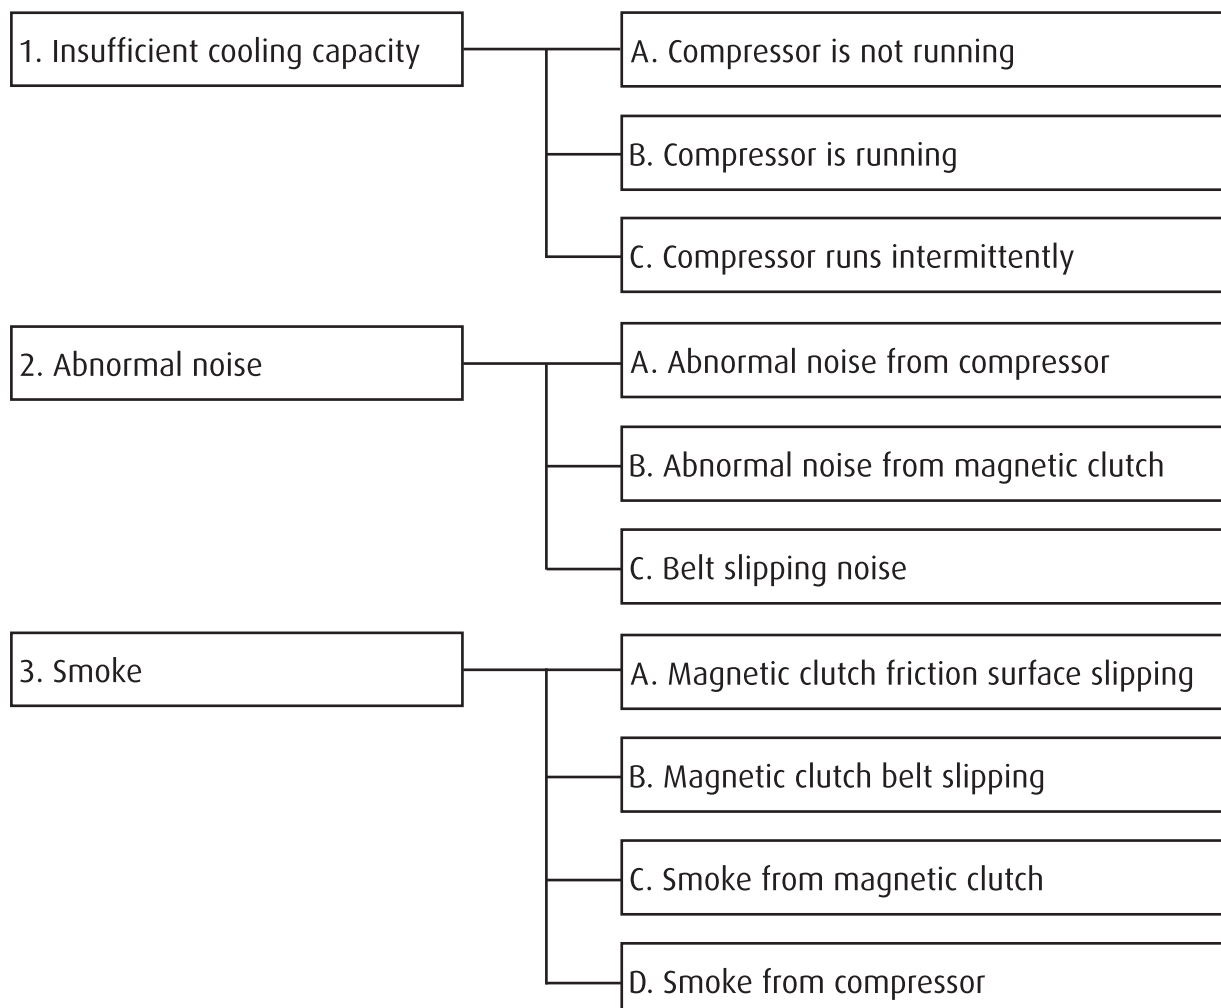 1. Insufficient cooling capacity
A. Compressor is not running
B. Compressor is running
C. Compressor runs intermittently
2. Abnormal noise
A. Abnormal noise from compressor
B. Abnormal noise from magnetic clutch
C. Belt slipping noise
3. Smoke
A. Magnetic clutch friction surface slipping
B. Magnetic clutch belt slipping
C. Smoke from magnetic clutch
D. Smoke from compressor